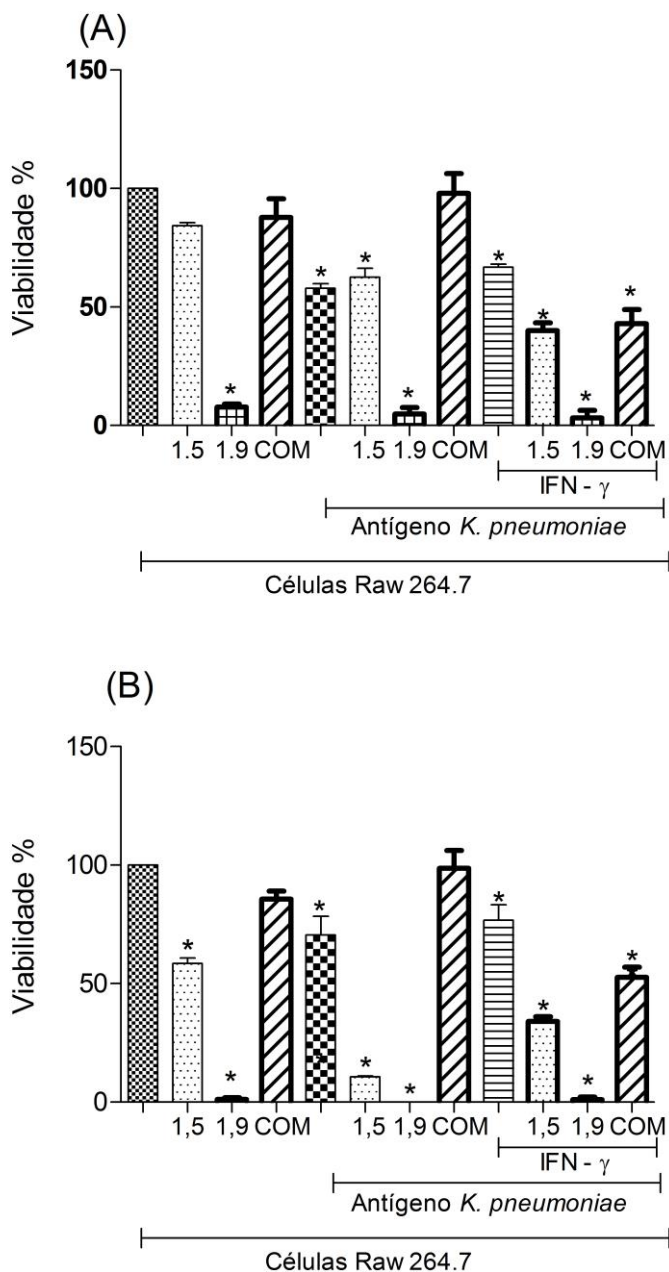 (A)
150
100
50
0
Viabilidade %
* * * * * * * *
1.5 1.9 COM 1.5 1.9 COM 1.5 1.9 COM
IFN - γ
Antígeno K. pneumoniae
Células Raw 264.7
(B)
150
100
50
0
Viabilidade %
* * * * * * * * *
1,5 1,9 COM 1,5 1,9 COM 1,5 1,9 COM
IFN - γ
Antígeno K. pneumoniae
Células Raw 264.7